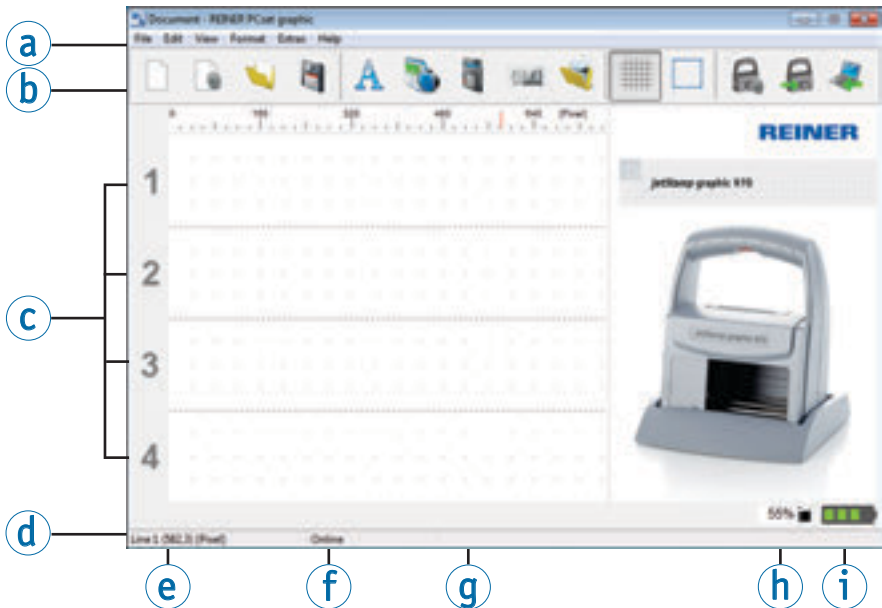 Document - REINER PCset graphic
File Edit View Format Extras Help
a
b
0 160 320 480 640 [Pixel]
REINER
1
jetStamp graphic 970
2
c
3
4
55%
d
Line 1 (582,3) [Pixel] Online
e f g h i